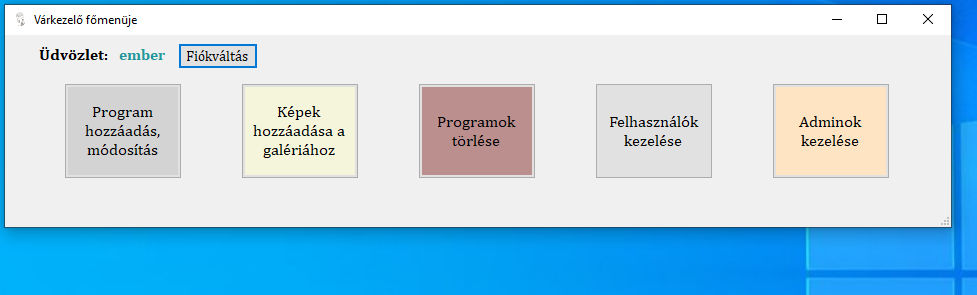 Várkezelő főmenüje
Üdvözlet: ember Fiókváltás
Program
hozzáadás,
módosítás
Képek
hozzáadása a
galériához
Programok
törlése
Felhasználók
kezelése
Adminok
kezelése